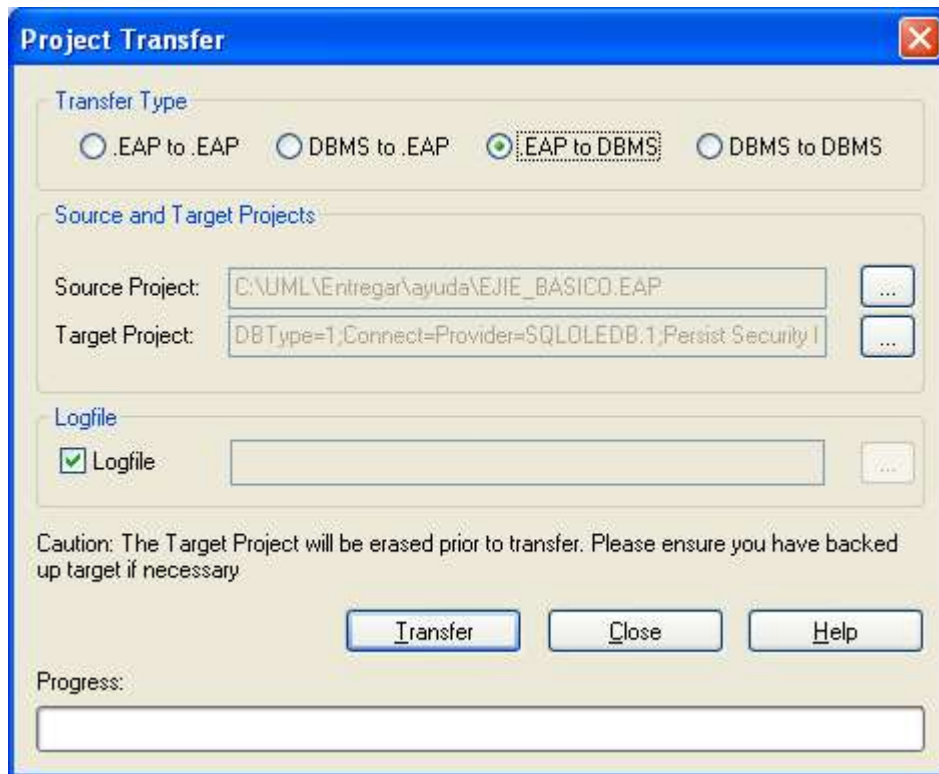 Project Transfer
Transfer Type
.EAP to .EAP DBMS to .EAP .EAP to DBMS DBMS to DBMS
Source and Target Projects
Source Project: C:\UML\Entregar\ayuda\EJIE_BASICO.EAP ...
Target Project: DBType=1;Connect=Provider=SQLOLEDB.1;Persist Security I ...
Logfile
Logfile ...
Caution: The Target Project will be erased prior to transfer. Please ensure you have backed
up target if necessary
Transfer Close Help
Progress: